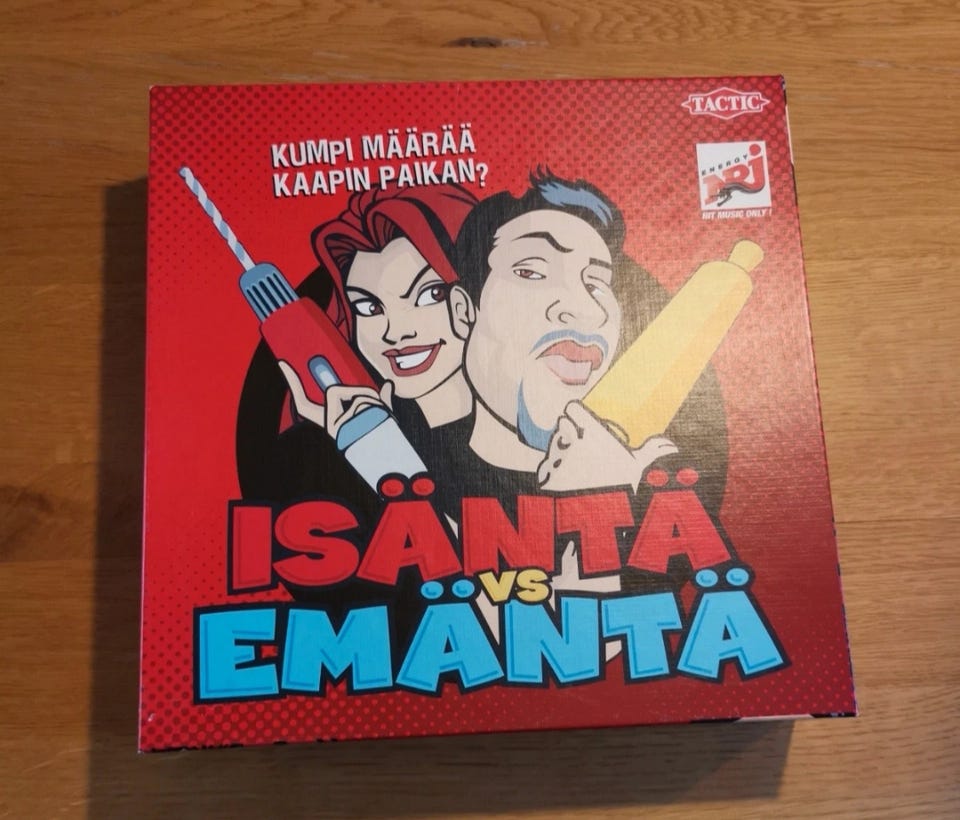 TACTIC
KUMPI MÄÄRÄÄ
KAAPIN PAIKAN?
ENERGY
NRJ
HIT MUSIC ONLY!
ISÄNTÄ
VS
EMÄNTÄ